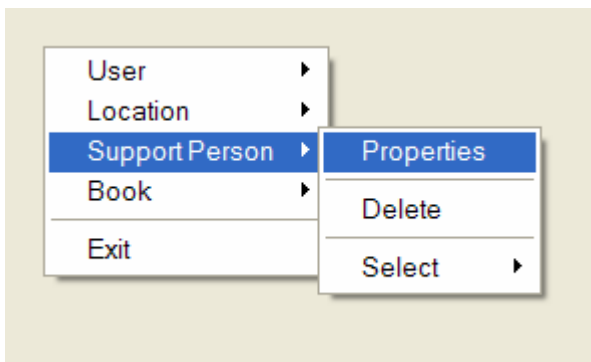 User
Location
Support Person
Book
Exit
Properties
Delete
Select